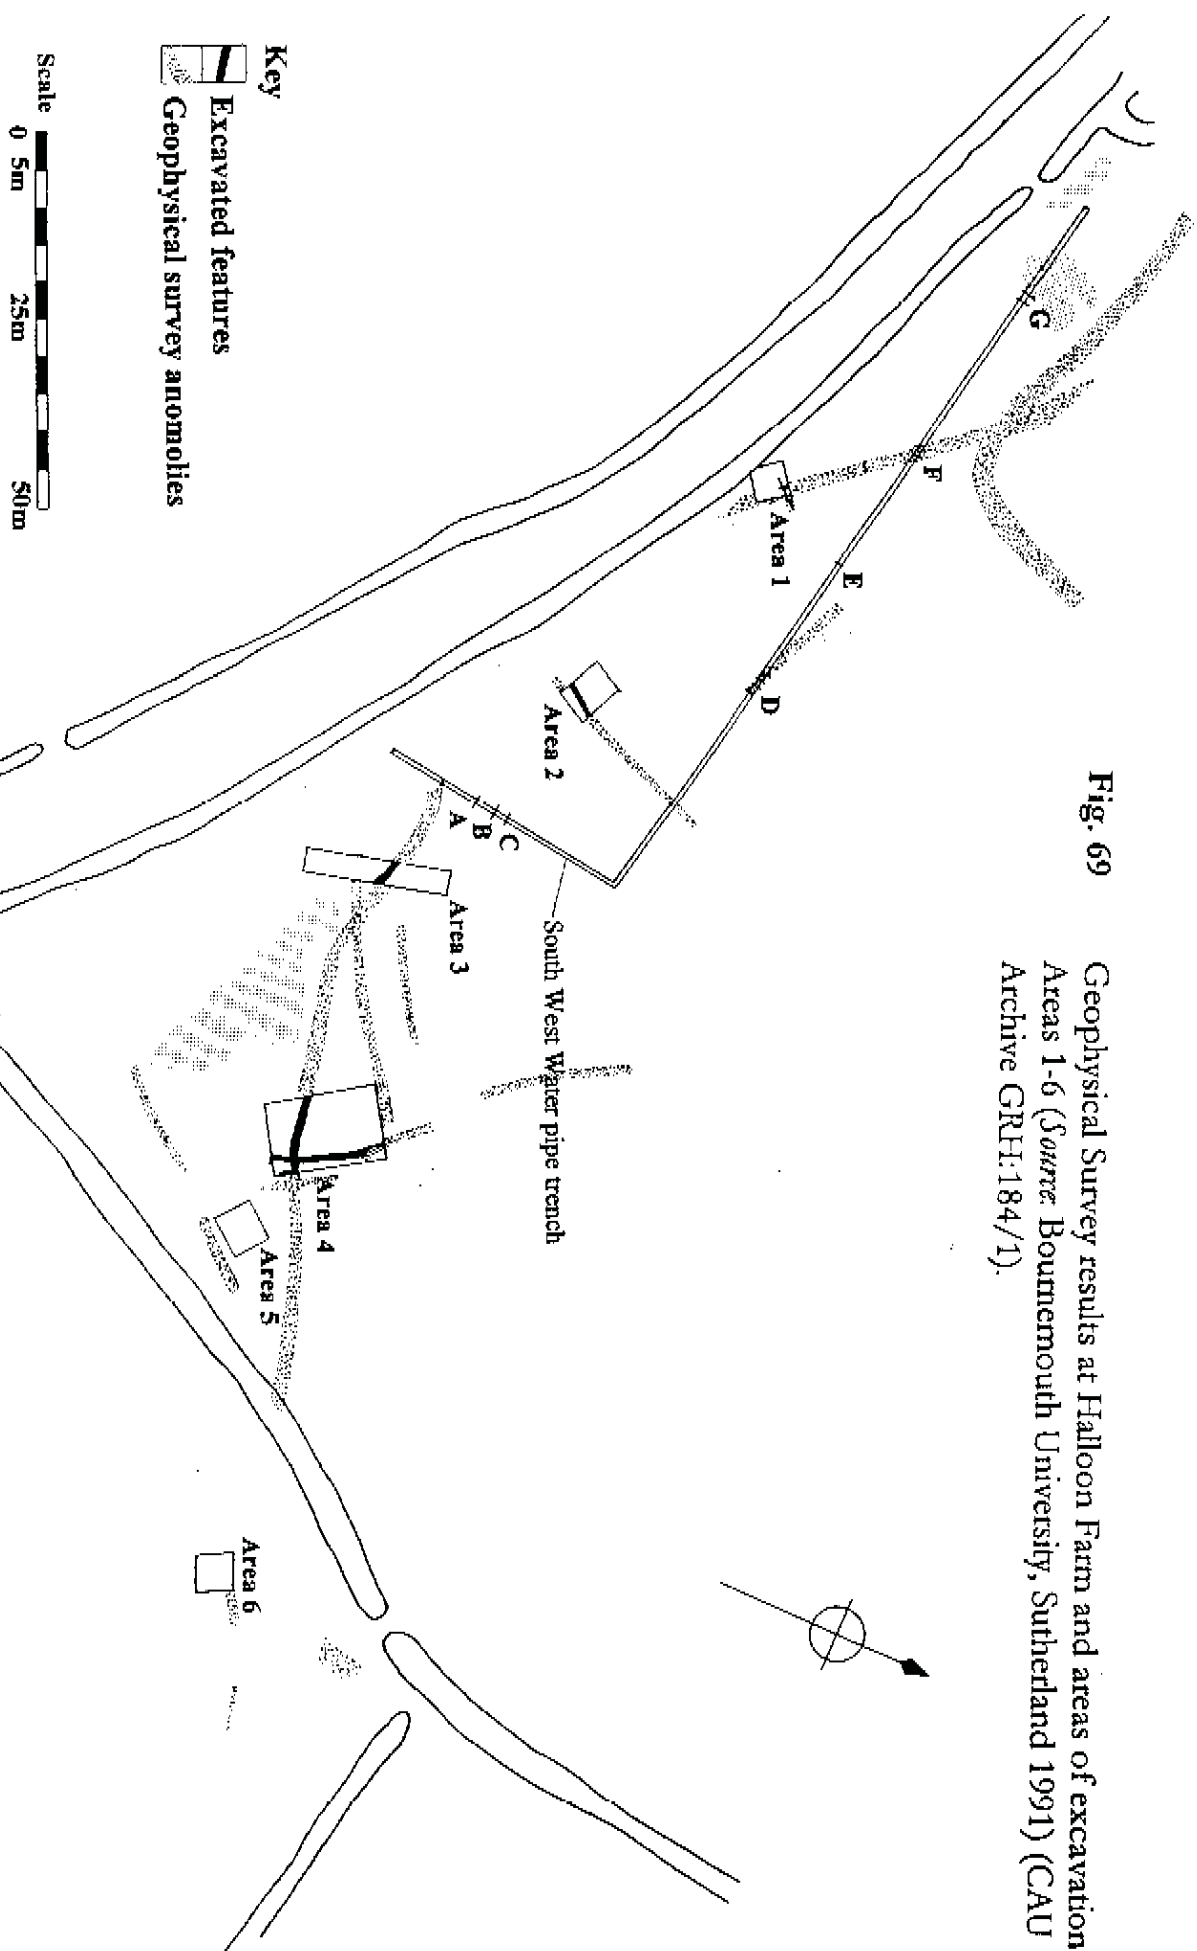 Fig. 69
Geophysical Survey results at Halloon Farm and areas of excavation
Areas 1-6 (Source: Bournemouth University, Sutherland 1991) (CAU
Archive GRH:184/1).
G
F
E
D
Area 1
Area 2
C
B
A
South West Water pipe trench
Area 3
Area 4
Area 5
Area 6
Key
Excavated features
Geophysical survey anomolies
Scale
0 5m 25m 50m